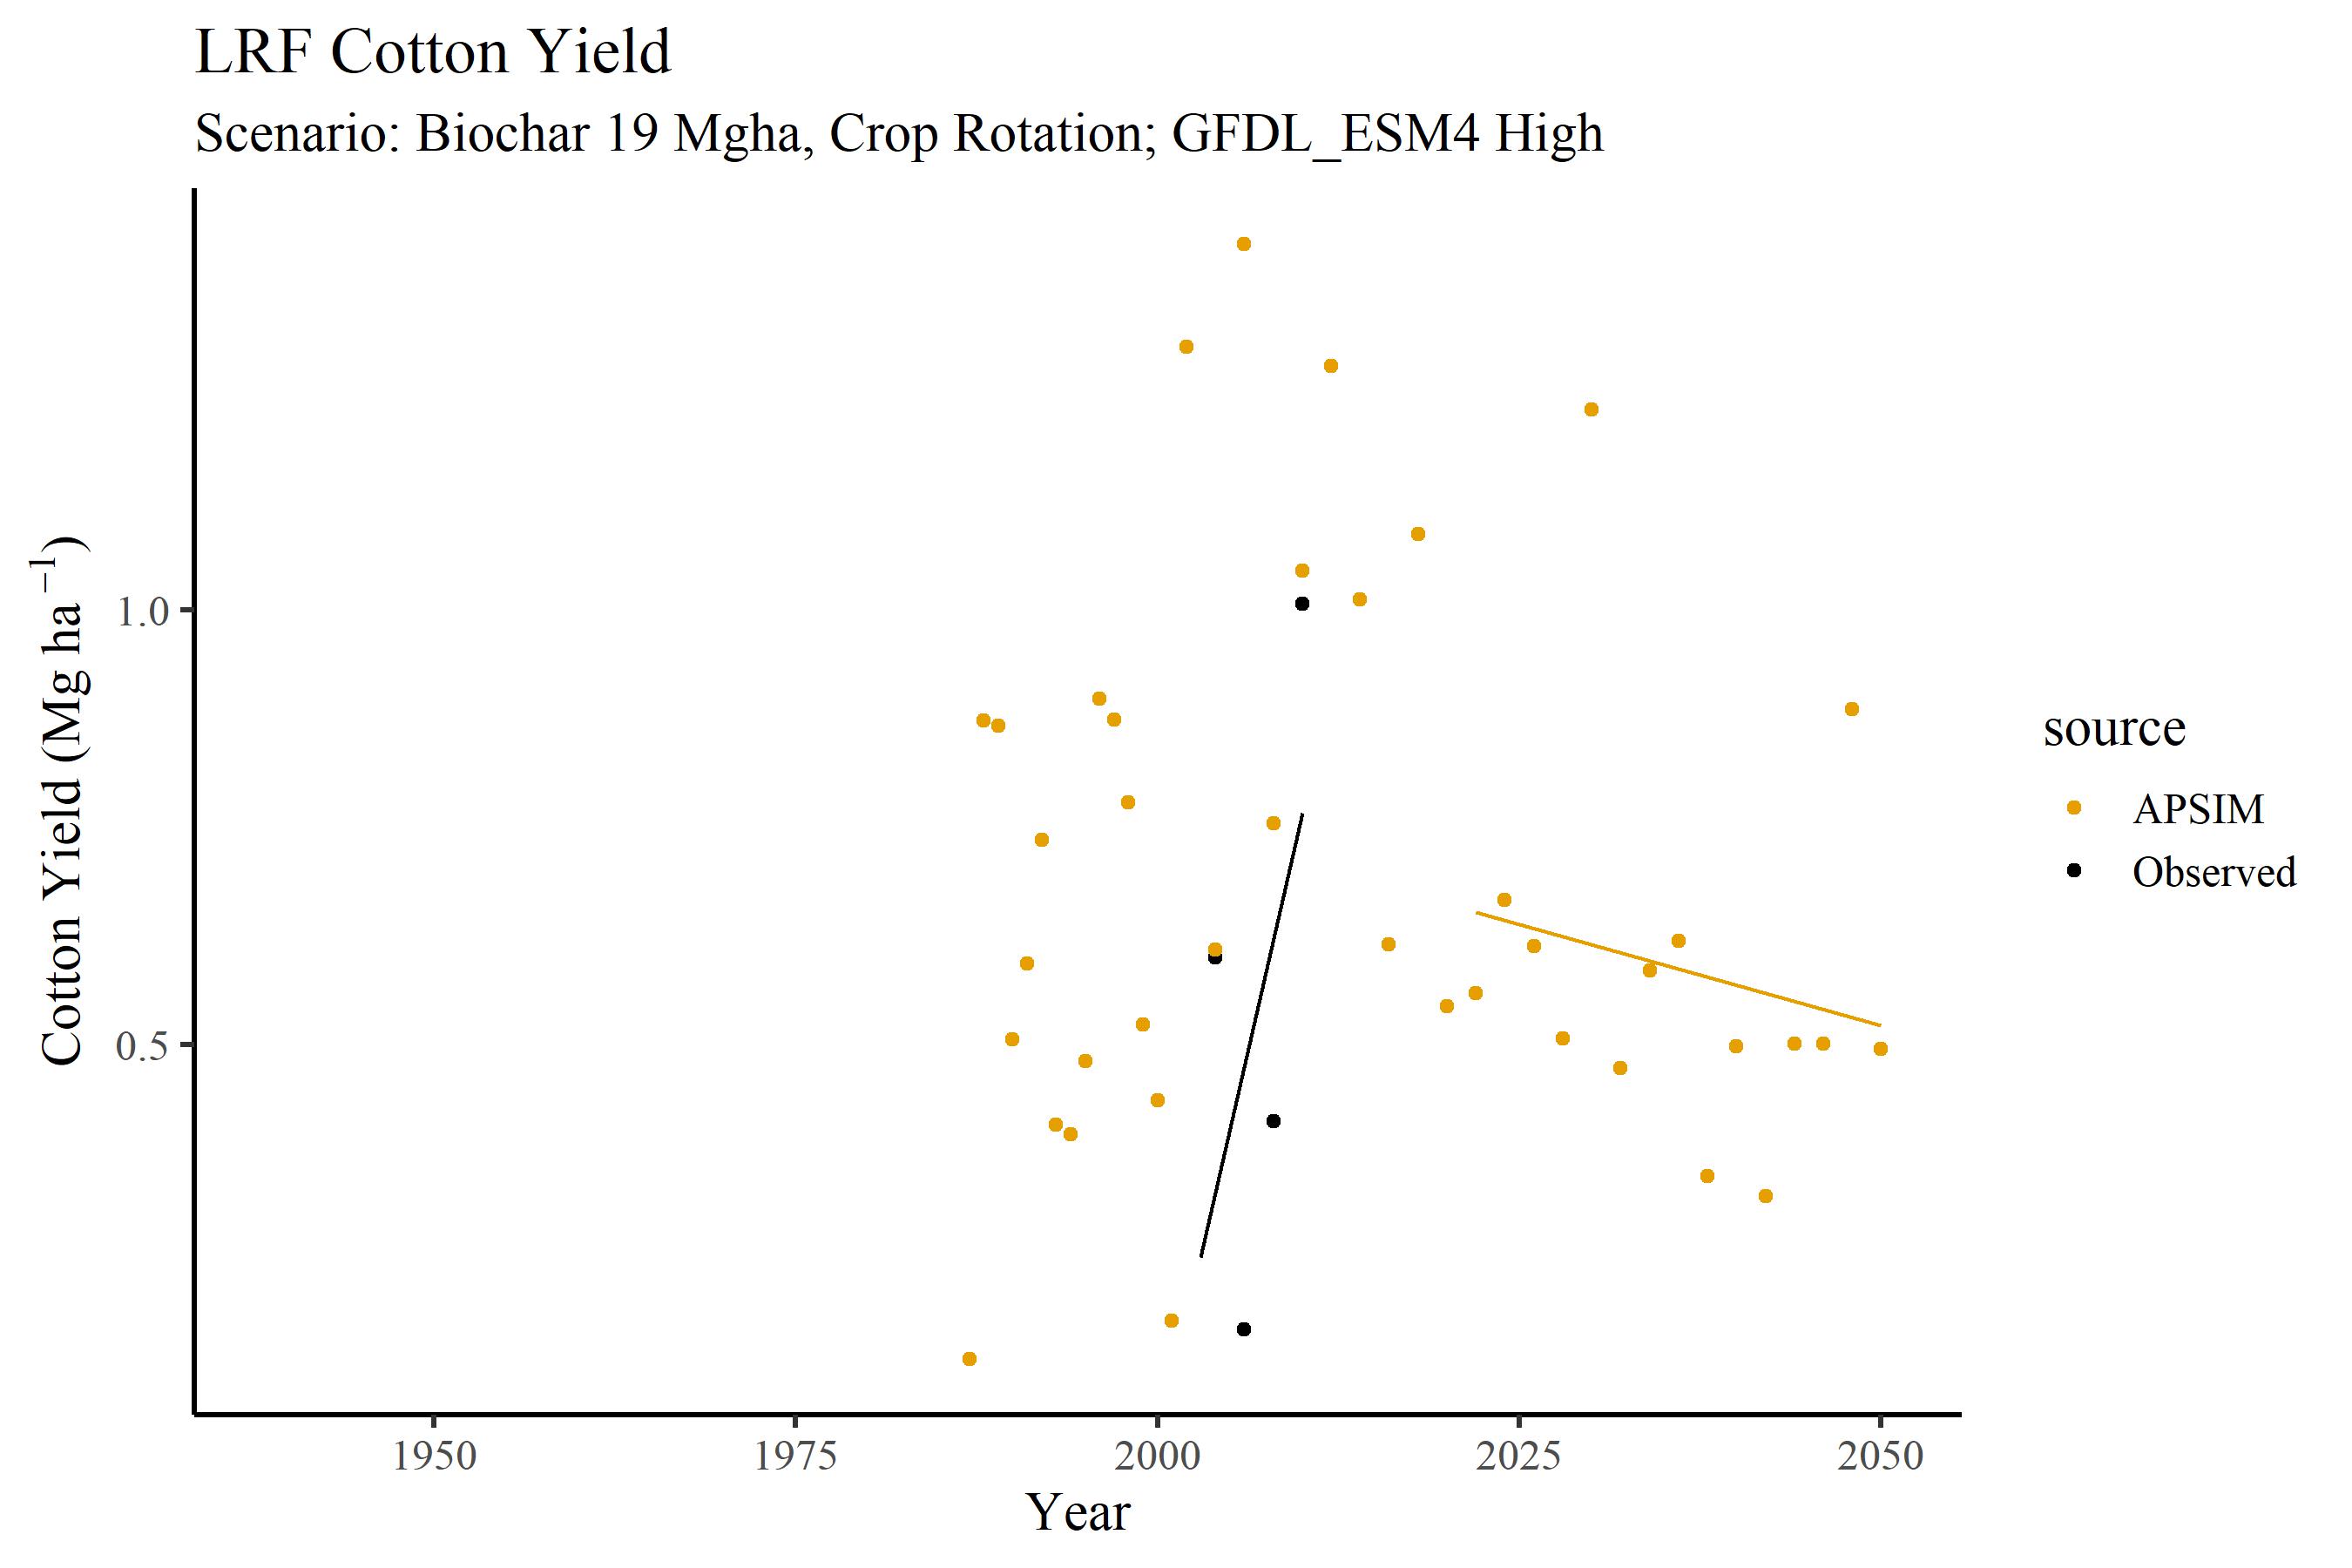 LRF Cotton Yield
Scenario: Biochar 19 Mgha, Crop Rotation; GFDL_ESM4 High
Cotton Yield (Mg ha⁻¹)
1.0
0.5
1950 1975 2000 2025 2050
Year
source
APSIM
Observed